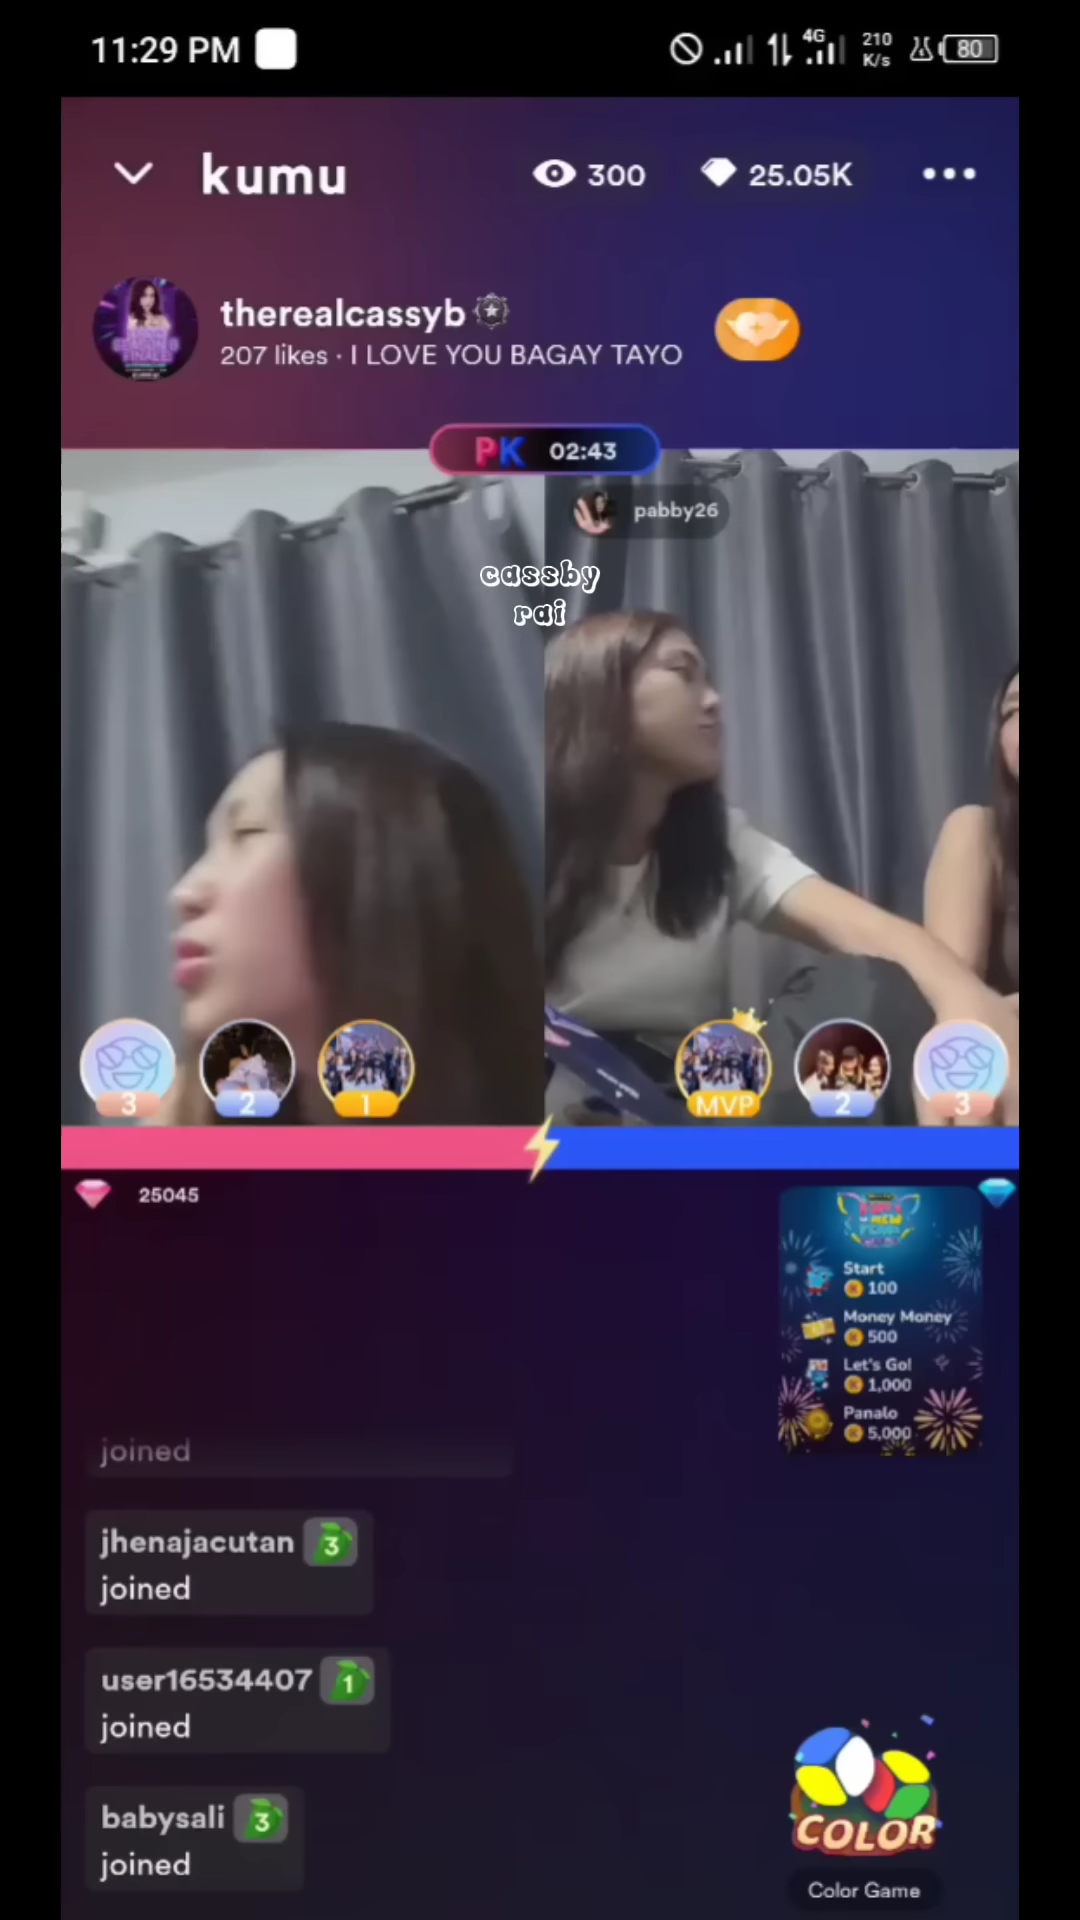 11:29 PM
4G
210
K/s
80
kumu
300
25.05K
therealcassyb
207 likes · I LOVE YOU BAGAY TAYO
PK 02:43
pabby26
cassby
rai
3
2
1
MVP
2
3
25045
Start
100
Money Money
500
Let's Go!
1,000
Panalo
5,000
joined
jhenajacutan 3
joined
user16534407 1
joined
babysali 3
joined
COLOR
Color Game